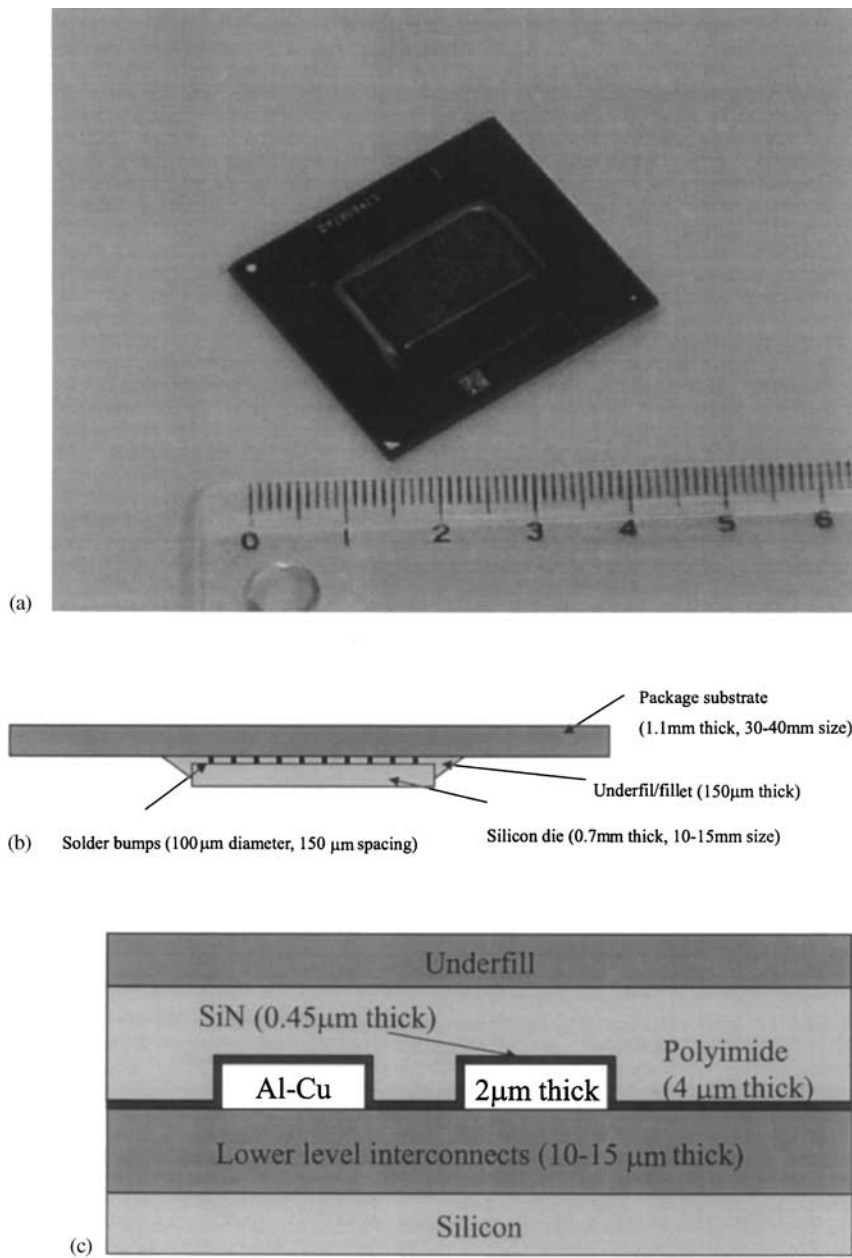 0 1 2 3 4 5 6
(a)
Package substrate
(1.1mm thick, 30-40mm size)
Underfil/fillet (150μm thick)
Silicon die (0.7mm thick, 10-15mm size)
(b)
Solder bumps (100μm diameter, 150 μm spacing)
Underfill
SiN (0.45μm thick)
Polyimide
(4 μm thick)
Al-Cu
2μm thick
Lower level interconnects (10-15 μm thick)
Silicon
(c)